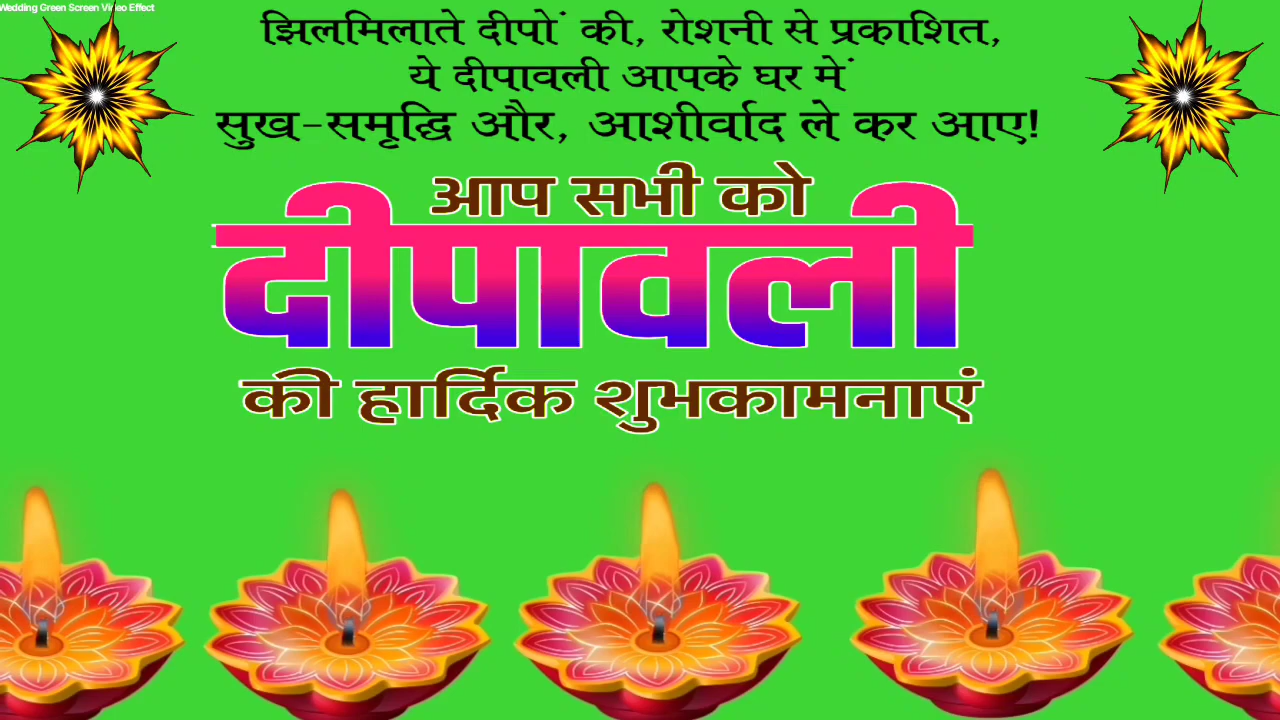 Wedding Green Screen Video Effect
झिलमिलाते दीपों की, रोशनी से प्रकाशित,
ये दीपावली आपके घर में
सुख-समृद्धि और, आशीर्वाद ले कर आए!
आप सभी को
दीपावली
की हार्दिक शुभकामनाएं